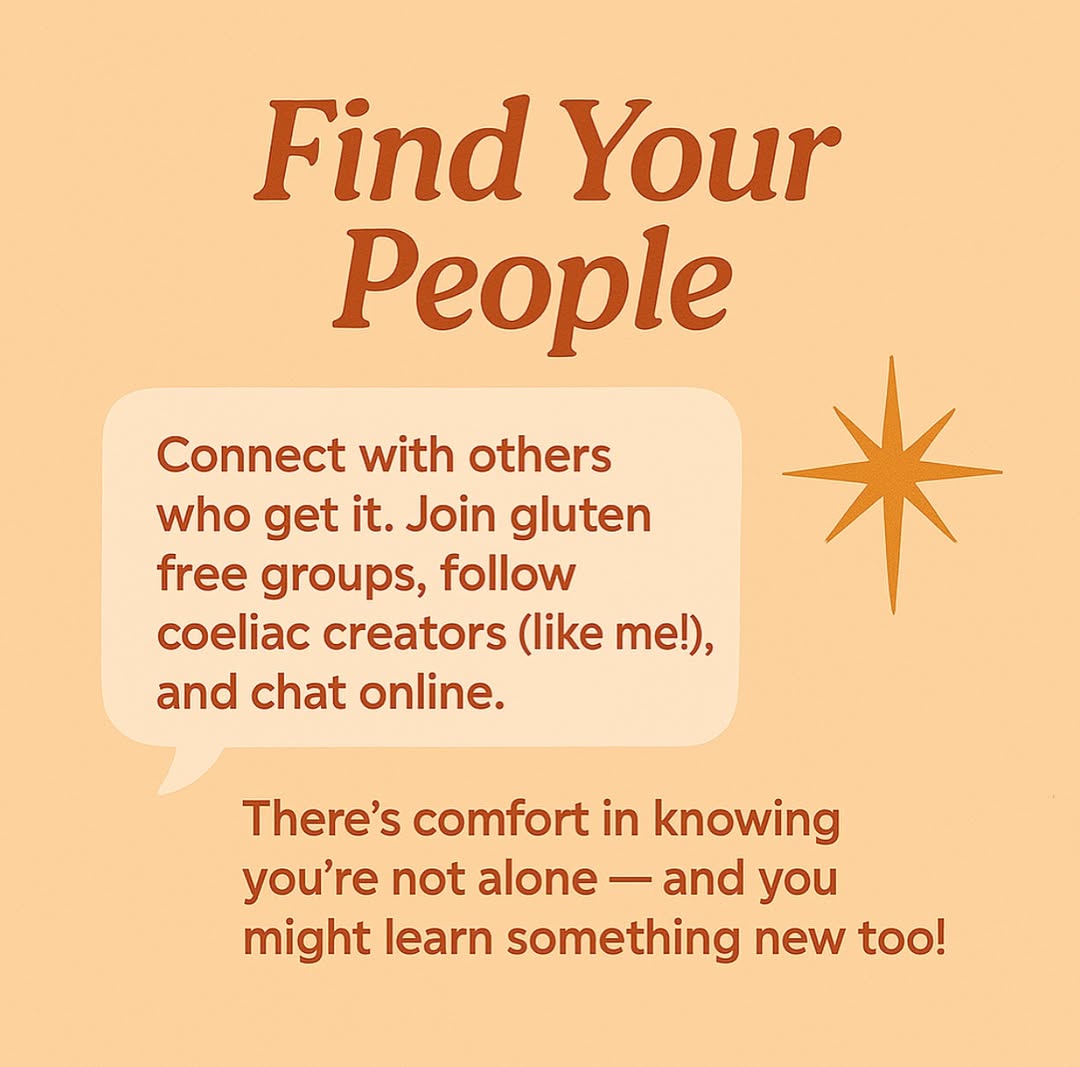 Find Your
People
Connect with others
who get it. Join gluten
free groups, follow
coeliac creators (like me!),
and chat online.
There’s comfort in knowing
you’re not alone — and you
might learn something new too!